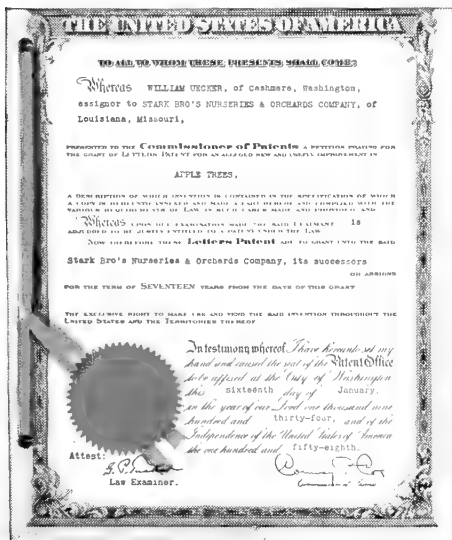 THE UNITED STATES OF AMERICA
TO ALL TO WHOM THESE PRESENTS SHALL COME:
Whereas WILLIAM UECKER, of Cashmere, Washington,
assignor to STARK BRO'S NURSERIES & ORCHARDS COMPANY, of
Louisiana, Missouri,
PRESENTED TO THE Commissioner of Patents A PETITION PRAYING FOR
THE GRANT OF LETTERS PATENT FOR AN ALLEGED NEW AND USEFUL IMPROVEMENT IN
APPLE TREES,
A DESCRIPTION OF WHICH INVENTION IS CONTAINED IN THE SPECIFICATION OF WHICH
A COPY IS HEREUNTO ANNEXED AND MADE A PART HEREOF AND COMPLIED WITH THE
VARIOUS REQUIREMENTS OF LAW IN SUCH CASES MADE AND PROVIDED AND
Whereas UPON DUE EXAMINATION MADE THE SAID CLAIMANT is
ADJUDGED TO BE JUSTLY ENTITLED TO A PATENT UNDER THE LAW
NOW THEREFORE THESE Letters Patent ARE TO GRANT UNTO THE SAID
Stark Bro's Nurseries & Orchards Company, its successors
OR ASSIGNS
FOR THE TERM OF SEVENTEEN YEARS FROM THE DATE OF THIS GRANT
THE EXCLUSIVE RIGHT TO MAKE USE AND VEND THE SAID INVENTION THROUGHOUT THE
UNITED STATES AND THE TERRITORIES THEREOF
In testimony whereof I have hereunto set my
hand and caused the seal of the Patent Office
to be affixed at the City of Washington
this sixteenth day of January,
in the year of our Lord one thousand nine
hundred and thirty-four, and of the
Independence of the United States of America
the one hundred and fifty-eighth.
Attest:
Law Examiner.